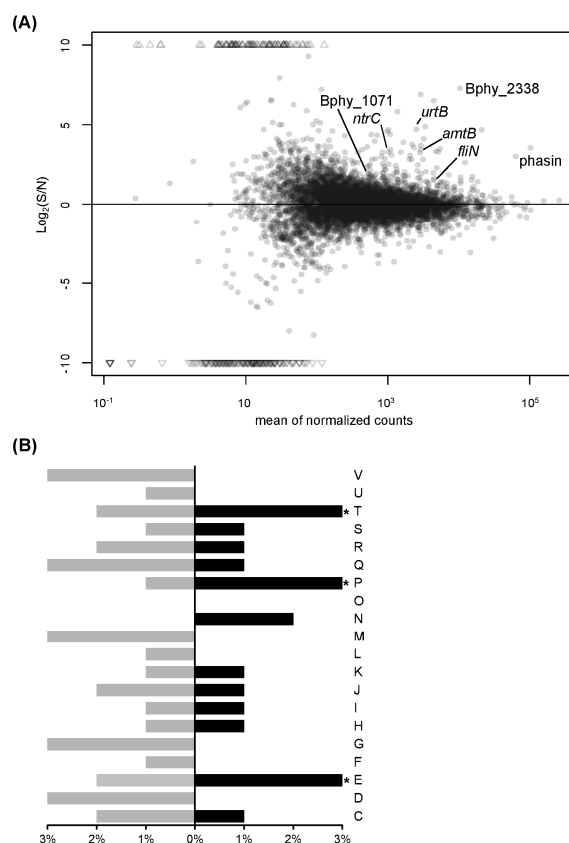 (A)
10
5
0
-5
-10
Log2(S/N)
Bphy_1071
ntrC
urtB
Bphy_2338
amtB
fliN
phasin
10^-1 10 10^3 10^5
mean of normalized counts
(B)
V
U
* T
S
R
Q
* P
O
N
M
L
K
J
I
H
G
F
* E
D
C
3% 2% 1% 0% 1% 2% 3%